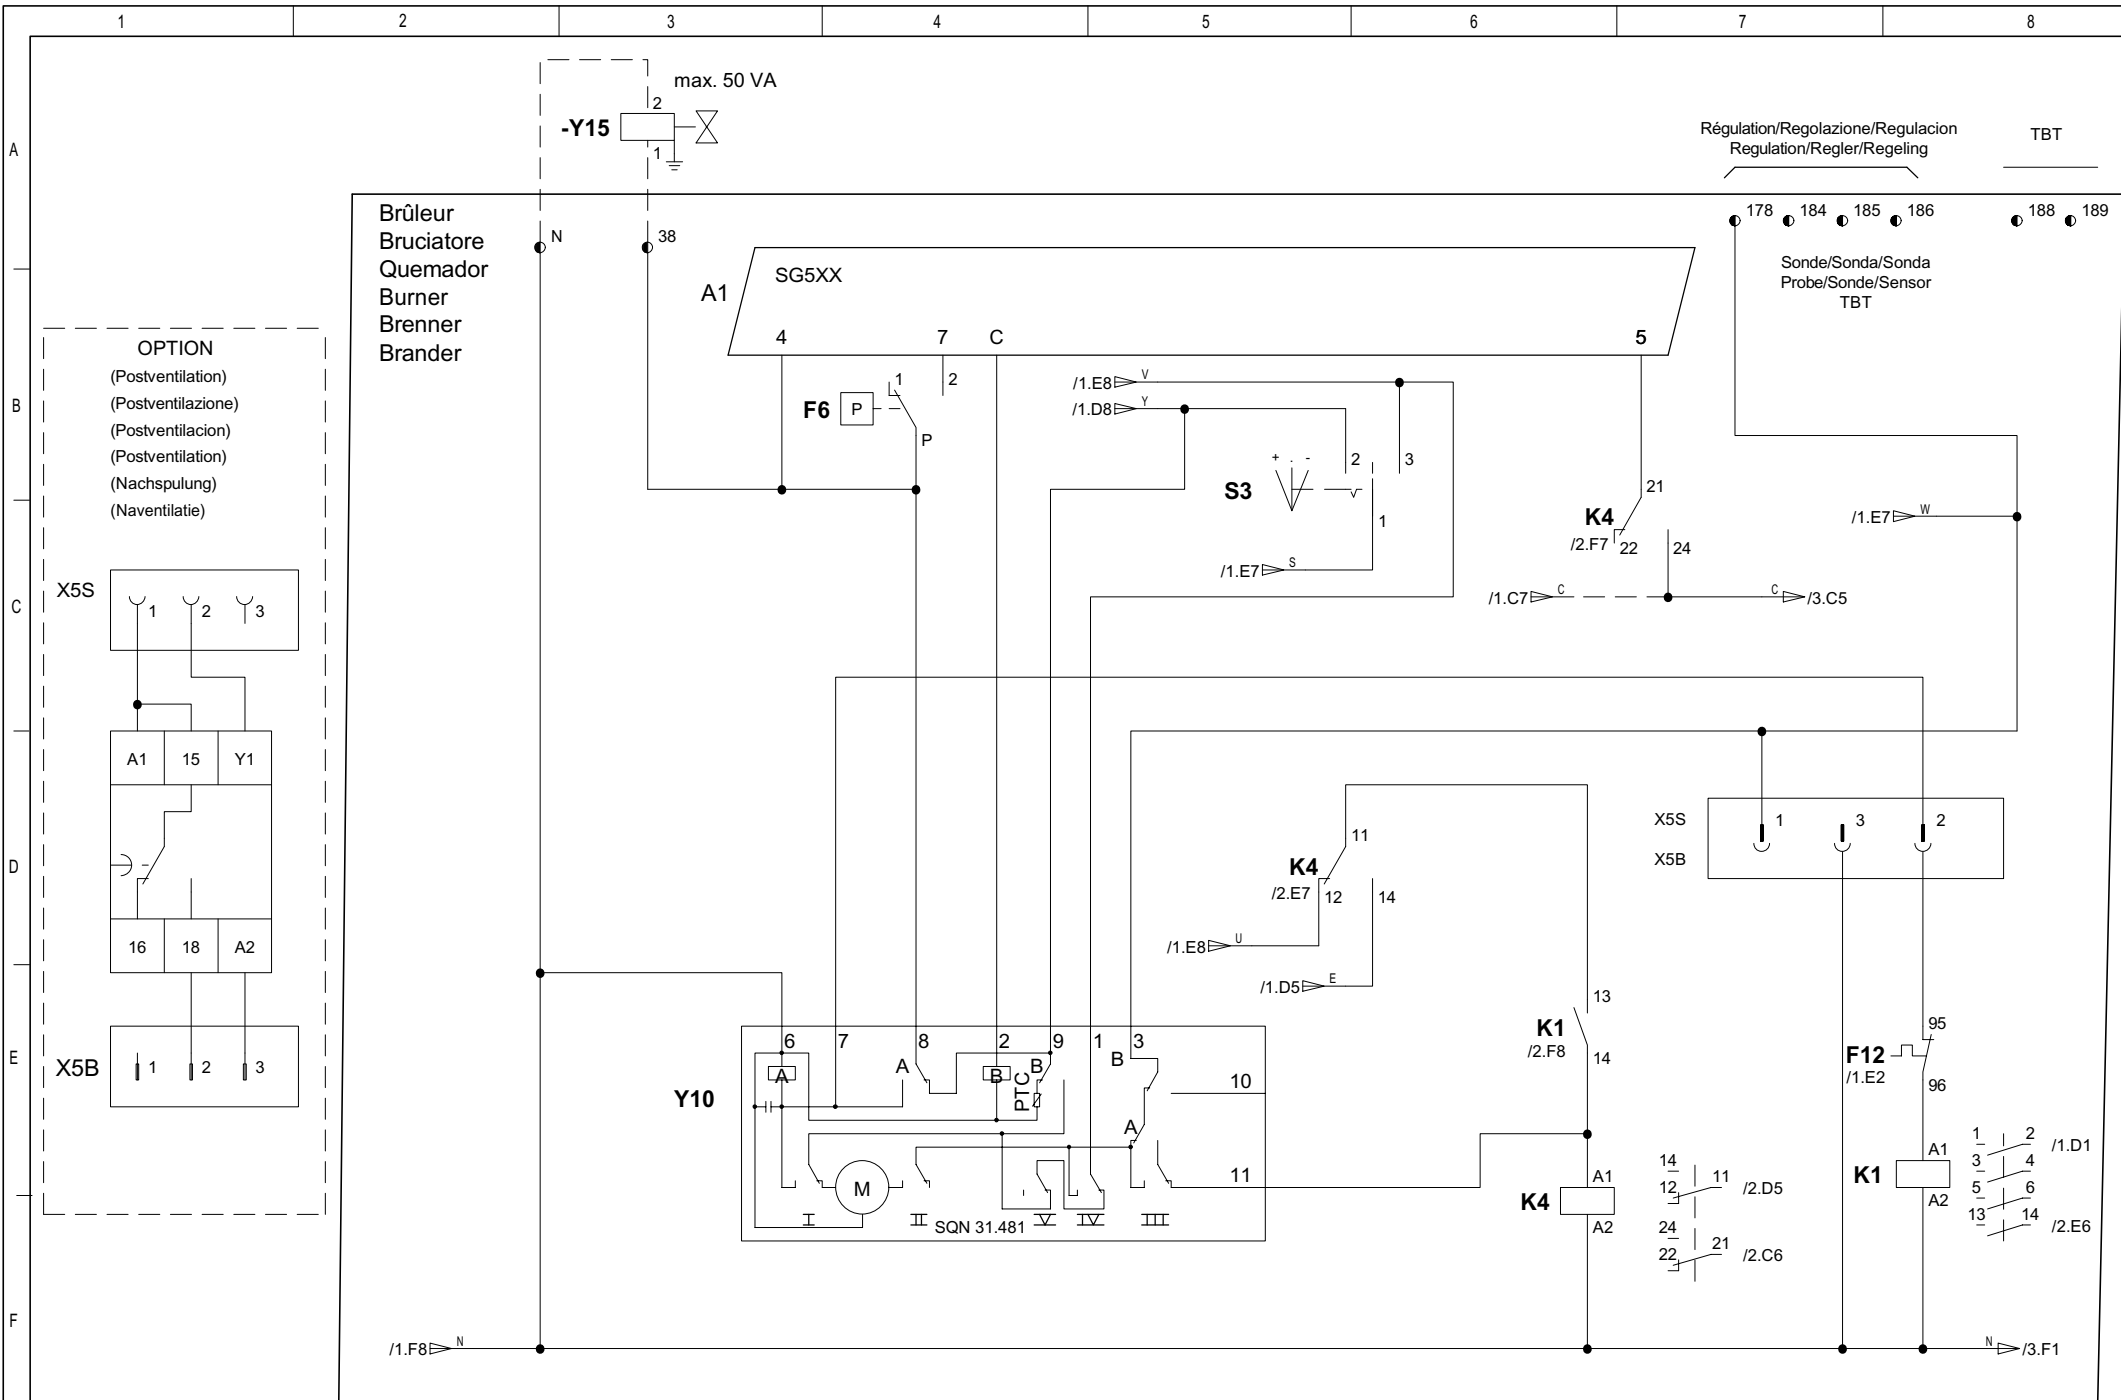 1 2 3 4 5 6 7 8
A
B
C
D
E
F
max. 50 VA
2
-Y15
1
Régulation/Regolazione/Regulacion
Regulation/Regler/Regeling
TBT
Brûleur
Bruciatore
Quemador
Burner
Brenner
Brander
N
38
178
184
185
186
188
189
Sonde/Sonda/Sonda
Probe/Sonde/Sensor
TBT
A1
SG5XX
4
7
C
5
OPTION
(Postventilation)
(Postventilazione)
(Postventilacion)
(Postventilation)
(Nachspulung)
(Naventilatie)
F6
P
1
2
P
/1.E8
V
/1.D8
Y
S3
+ . -
2
3
1
/1.E7
S
K4
/2.F7
21
22
24
/1.E7
W
/1.C7
C
C
/3.C5
X5S
1
2
3
A1
15
Y1
16
18
A2
X5B
1
2
3
K4
/2.E7
11
12
14
/1.E8
U
/1.D5
E
X5S
X5B
1
3
2
K1
/2.F8
13
14
F12
/1.E2
95
96
Y10
6
7
8
2
9
1
3
A
A
B
B
PTC
B
A
10
11
M
I
II
SQN 31.481
V
IV
III
K4
A1
A2
14
12
11
/2.D5
24
22
21
/2.C6
K1
A1
A2
1
2
/1.D1
3
4
5
6
13
14
/2.E6
/1.F8
N
N
/3.F1